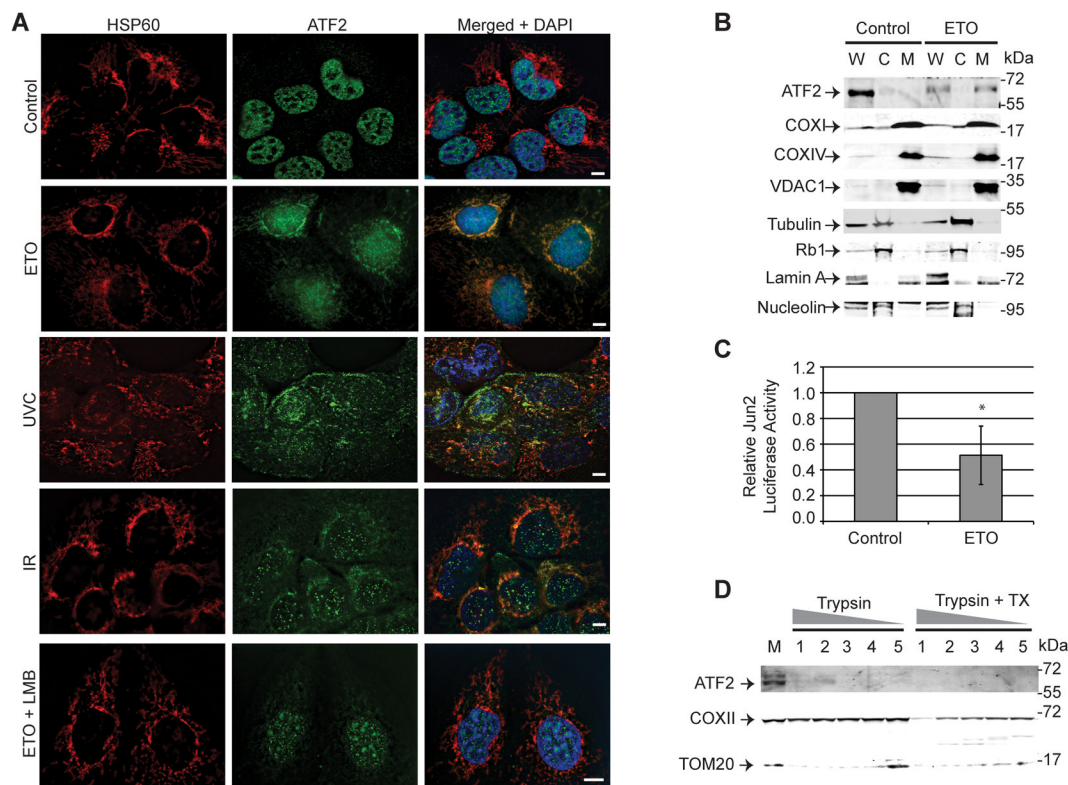 A
HSP60 ATF2 Merged + DAPI
Control
ETO
UVC
IR
ETO + LMB
B
Control ETO
W C M W C M kDa
ATF2 -72
-55
COXI -17
COXIV -17
VDAC1 -35
-55
Tubulin
Rb1 -95
Lamin A -72
Nucleolin -95
C
Relative Jun2
Luciferase Activity
1.2
1.0
0.8
0.6
0.4
0.2
0.0
*
Control ETO
D
Trypsin Trypsin + TX
M 1 2 3 4 5 1 2 3 4 5 kDa
-72
ATF2
-55
COXII -72
-17
TOM20